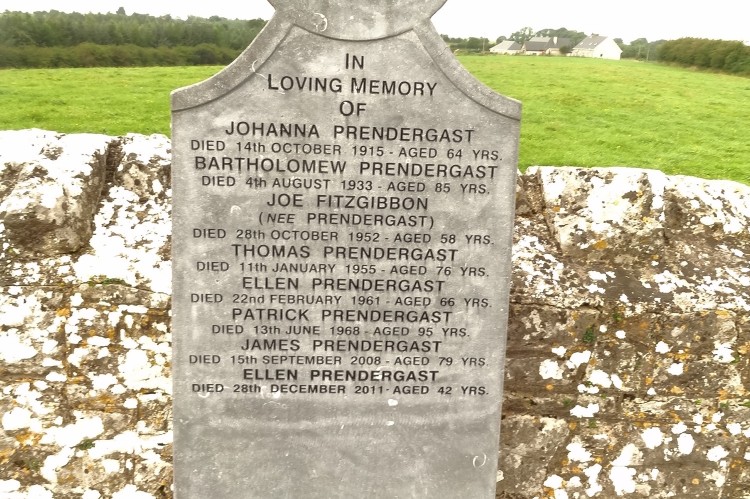 IN
LOVING MEMORY
OF
JOHANNA PRENDERGAST
DIED 14th OCTOBER 1915 - AGED 64 YRS.
BARTHOLOMEW PRENDERGAST
DIED 4th AUGUST 1933 - AGED 85 YRS.
JOE FITZGIBBON
(NEE PRENDERGAST)
DIED 28th OCTOBER 1952 - AGED 58 YRS.
THOMAS PRENDERGAST
DIED 11th JANUARY 1955 - AGED 76 YRS.
ELLEN PRENDERGAST
DIED 22nd FEBRUARY 1961 - AGED 66 YRS.
PATRICK PRENDERGAST
DIED 13th JUNE 1968 - AGED 95 YRS.
JAMES PRENDERGAST
DIED 15th SEPTEMBER 2008 - AGED 79 YRS.
ELLEN PRENDERGAST
DIED 28th DECEMBER 2011 - AGED 42 YRS.